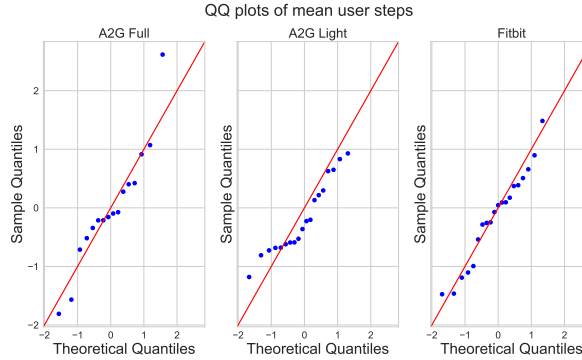 QQ plots of mean user steps
A2G Full
A2G Light
Fitbit
Sample Quantiles
2
1
0
−1
−2
−2 −1 0 1 2
Theoretical Quantiles
Sample Quantiles
−2 −1 0 1 2
Theoretical Quantiles
Sample Quantiles
−2 −1 0 1 2
Theoretical Quantiles